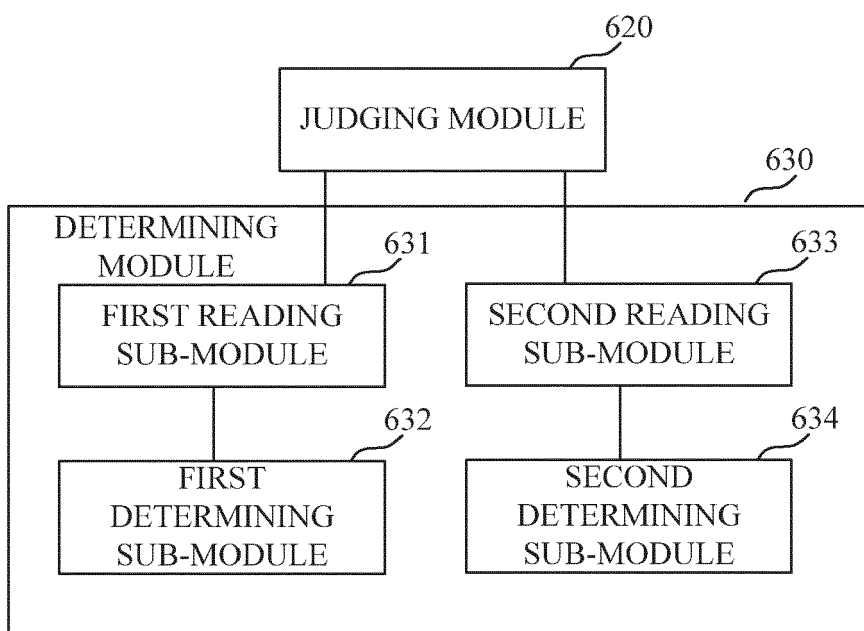 620
JUDGING MODULE
630
DETERMINING
MODULE
631
633
FIRST READING
SUB-MODULE
SECOND READING
SUB-MODULE
632
634
FIRST
DETERMINING
SUB-MODULE
SECOND
DETERMINING
SUB-MODULE